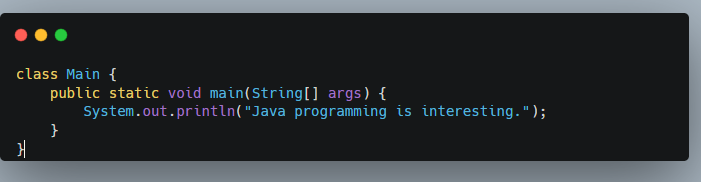 class Main {
    public static void main(String[] args) {
        System.out.println("Java programming is interesting.");
    }
}